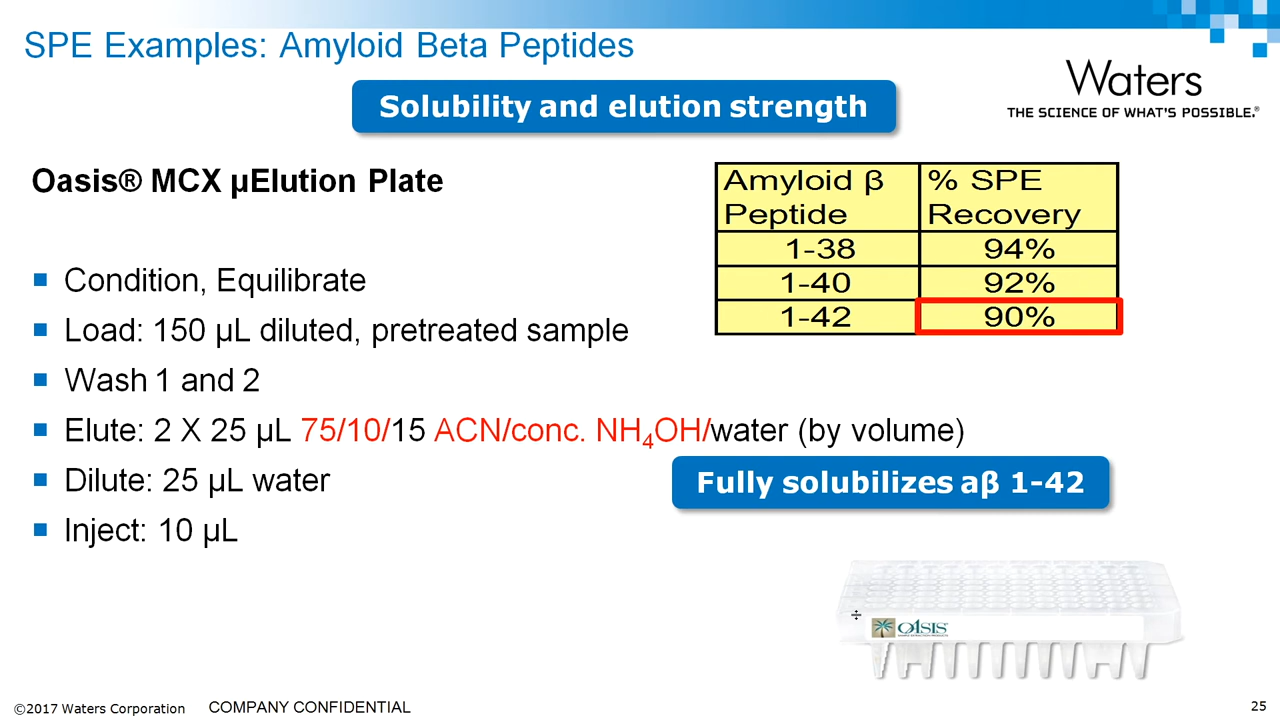 SPE Examples: Amyloid Beta Peptides
Solubility and elution strength
Waters
THE SCIENCE OF WHAT'S POSSIBLE.®
Oasis® MCX µElution Plate
Amyloid β Peptide % SPE Recovery
1-38 94%
1-40 92%
1-42 90%
Condition, Equilibrate
Load: 150 µL diluted, pretreated sample
Wash 1 and 2
Elute: 2 X 25 µL 75/10/15 ACN/conc. NH₄OH/water (by volume)
Fully solubilizes aβ 1-42
Dilute: 25 µL water
Inject: 10 µL
OASIS
©2017 Waters Corporation COMPANY CONFIDENTIAL 25